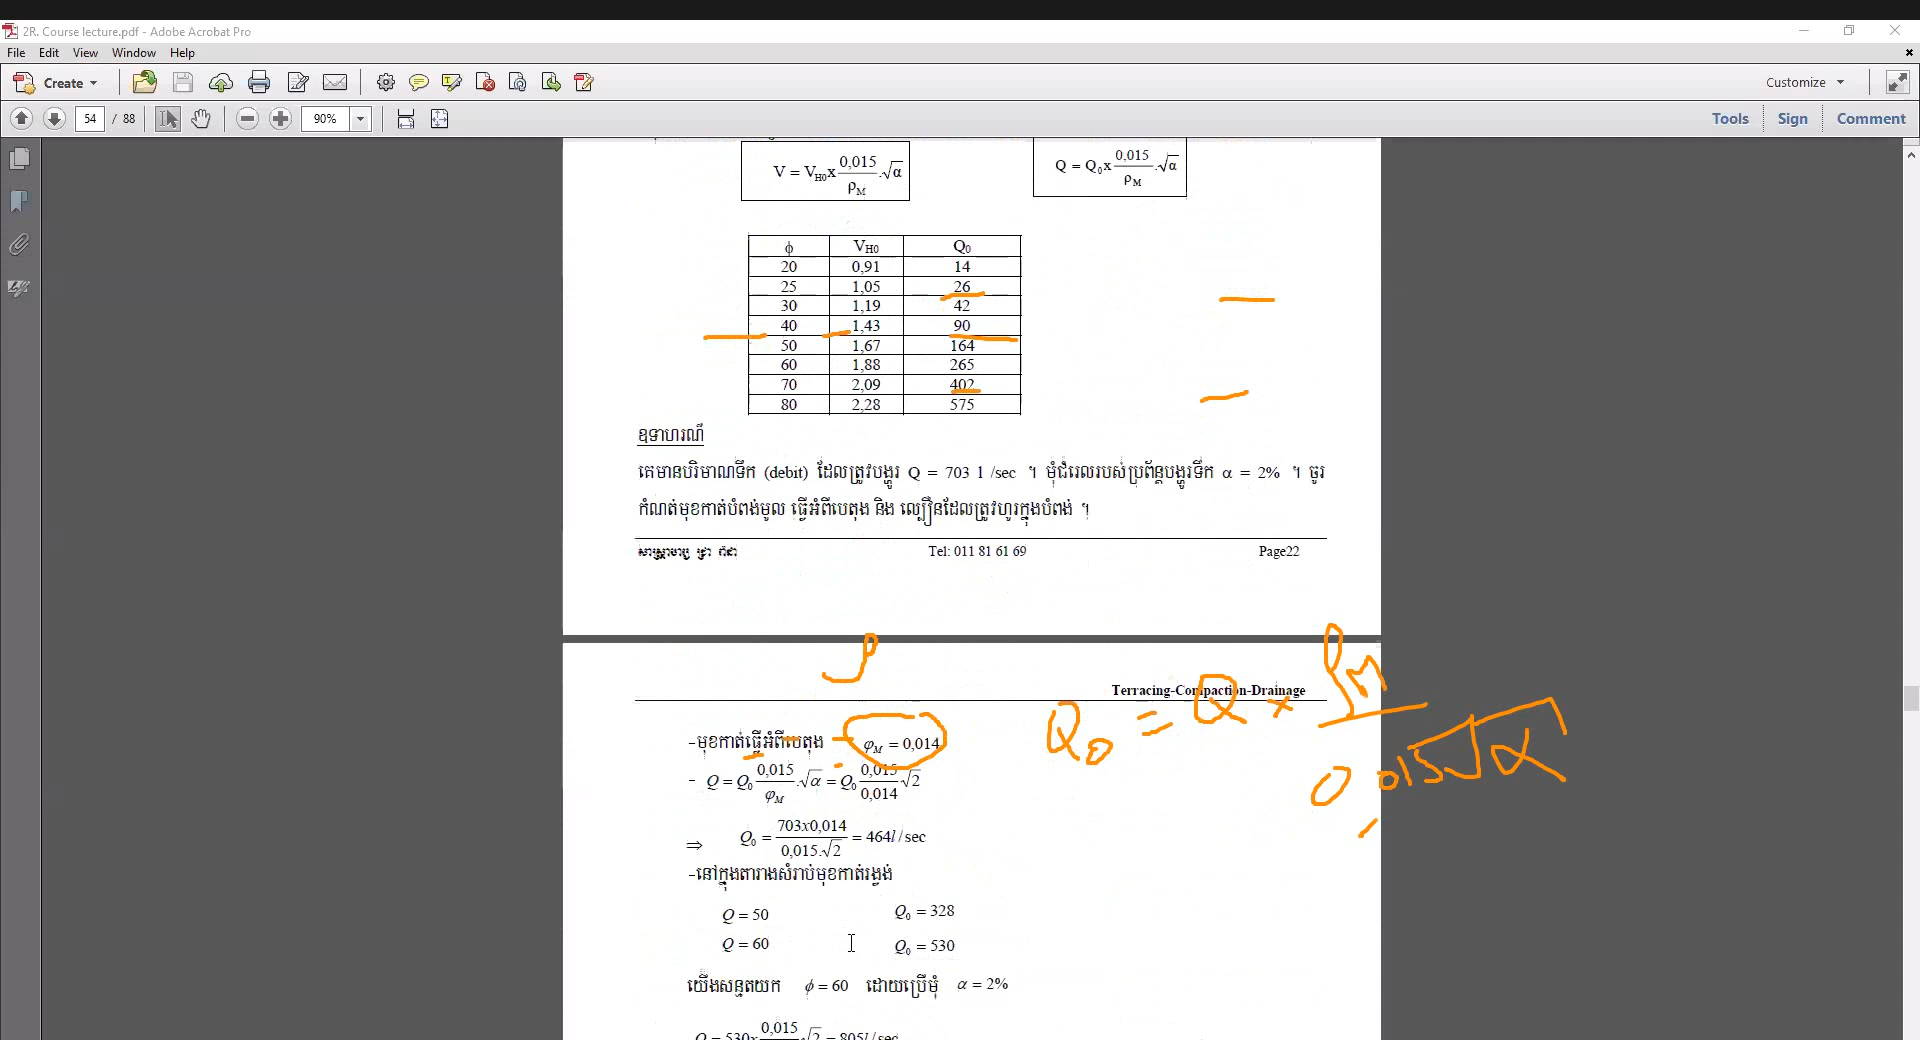 2R. Course lecture.pdf - Adobe Acrobat Pro
File Edit View Window Help
Create Customize
54 / 88 90% Tools Sign Comment
V = V_H0 x 0,015/ρ_M . √α
Q = Q_0 x 0,015/ρ_M . √α
ϕ V_H0 Q_0
20 0,91 14
25 1,05 26
30 1,19 42
40 1,43 90
50 1,67 164
60 1,88 265
70 2,09 402
80 2,28 575
ឧទាហរណ៍
គេមានបរិមាណទឹក (debit) ដែលត្រូវបង្ហូរ Q = 703 l /sec ។ មុំជំរេលរបស់ប្រព័ន្ធបង្ហូរទឹក α = 2% ។ ចូរ
កំណត់មុខកាត់បំពង់មូល ធ្វើអំពីបេតុង និង ល្បឿនដែលត្រូវហូរក្នុងបំពង់ ។
Tel: 011 81 61 69 Page22
ρ
Terracing-Compaction-Drainage
Q_0 = Q × ρ_M / 0,015√α
-មុខកាត់ធ្វើអំពីបេតុង φ_M = 0,014
- Q = Q_0 0,015/φ_M . √α = Q_0 0,015/0,014 √2
⇒ Q_0 = 703x0,014 / 0,015.√2 = 464l / sec
-នៅក្នុងតារាងសំរាប់មុខកាត់រង្វង់
Q = 50 Q_0 = 328
Q = 60 Q_0 = 530
យើងសន្មតយក ϕ = 60 ដោយប្រើមុំ α = 2%
Q = 530x 0,015 √2 = 805l / sec